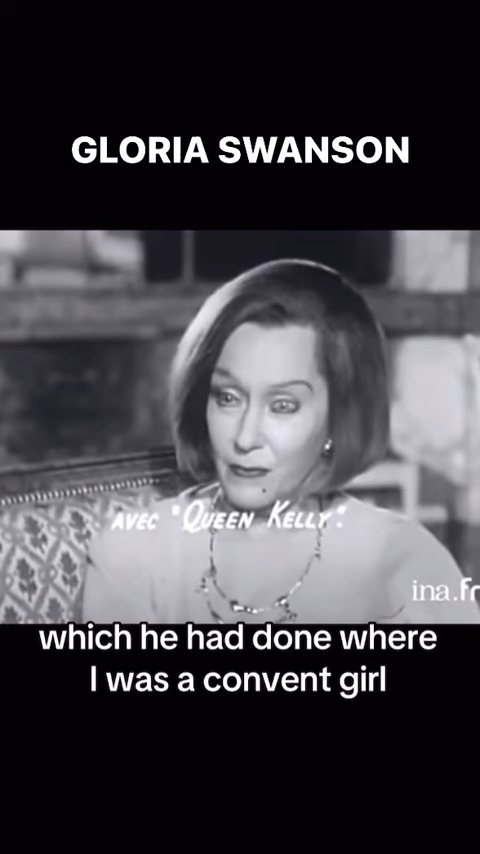 GLORIA SWANSON
AVEC "QUEEN KELLY".
ina.fr
which he had done where
I was a convent girl